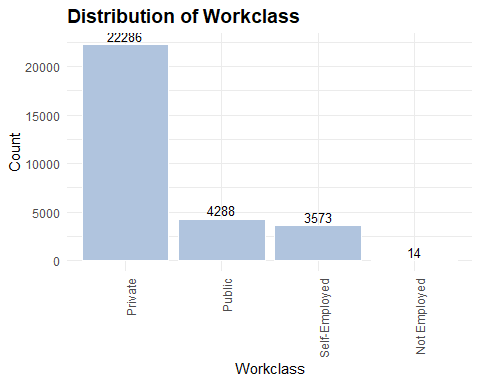 Distribution of Workclass
22286
20000
15000
10000
5000
0
4288
3573
14
Count
Private
Public
Self-Employed
Not Employed
Workclass